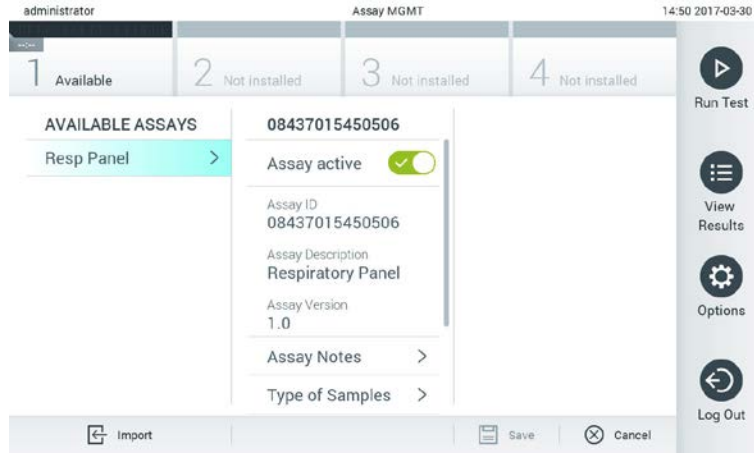 administrator Assay MGMT 14:50 2017-03-30
--:--
1 Available 2 Not installed 3 Not installed 4 Not installed
Run Test
AVAILABLE ASSAYS
Resp Panel
08437015450506
Assay active
Assay ID
08437015450506
Assay Description
Respiratory Panel
Assay Version
1.0
Assay Notes
Type of Samples
View
Results
Options
Log Out
Import Save Cancel